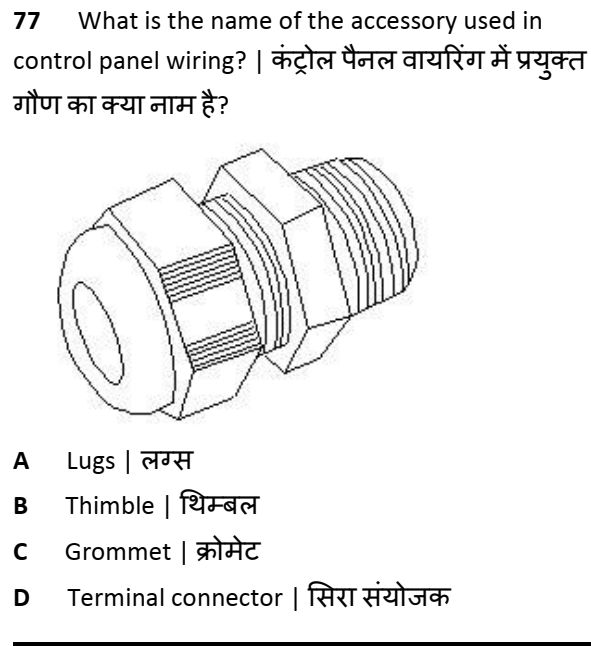 77 What is the name of the accessory used in
control panel wiring? | कंट्रोल पैनल वायरिंग में प्रयुक्त
गौण का क्या नाम है?
A Lugs | लग्स
B Thimble | थिम्बल
C Grommet | क्रोमेट
D Terminal connector | सिरा संयोजक